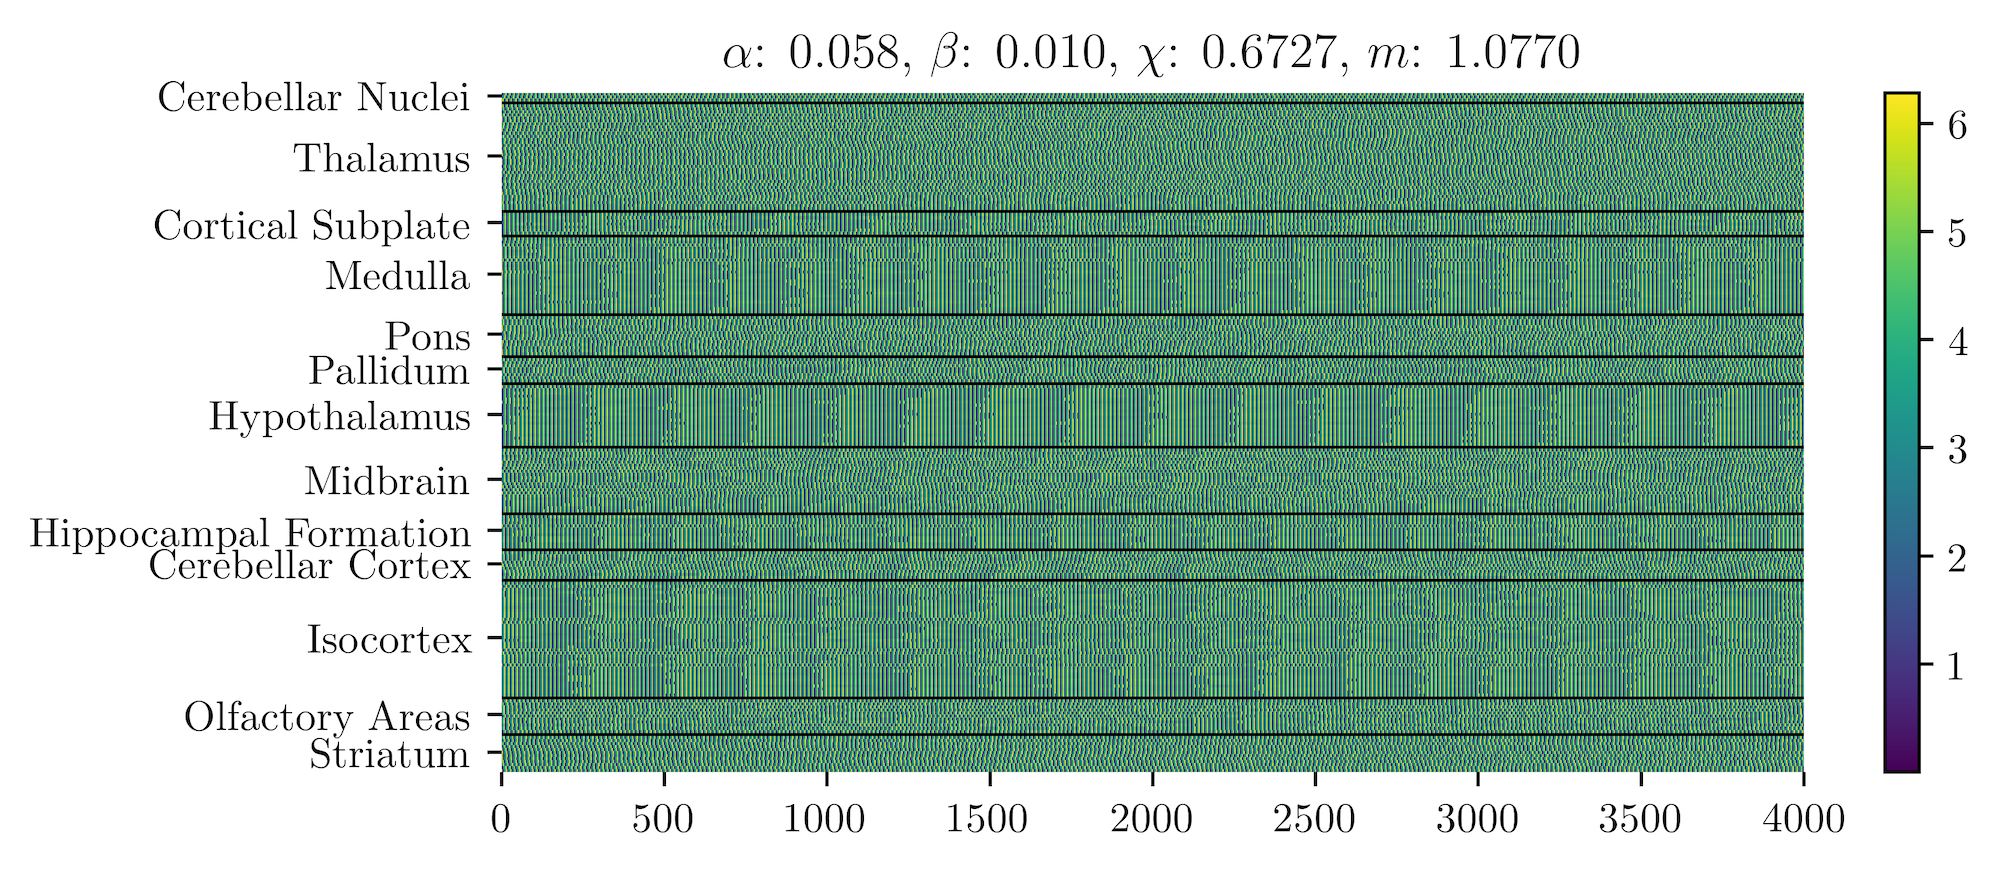 α: 0.058, β: 0.010, χ: 0.6727, m: 1.0770
Cerebellar Nuclei
Thalamus
Cortical Subplate
Medulla
Pons
Pallidum
Hypothalamus
Midbrain
Hippocampal Formation
Cerebellar Cortex
Isocortex
Olfactory Areas
Striatum
0 500 1000 1500 2000 2500 3000 3500 4000
6
5
4
3
2
1